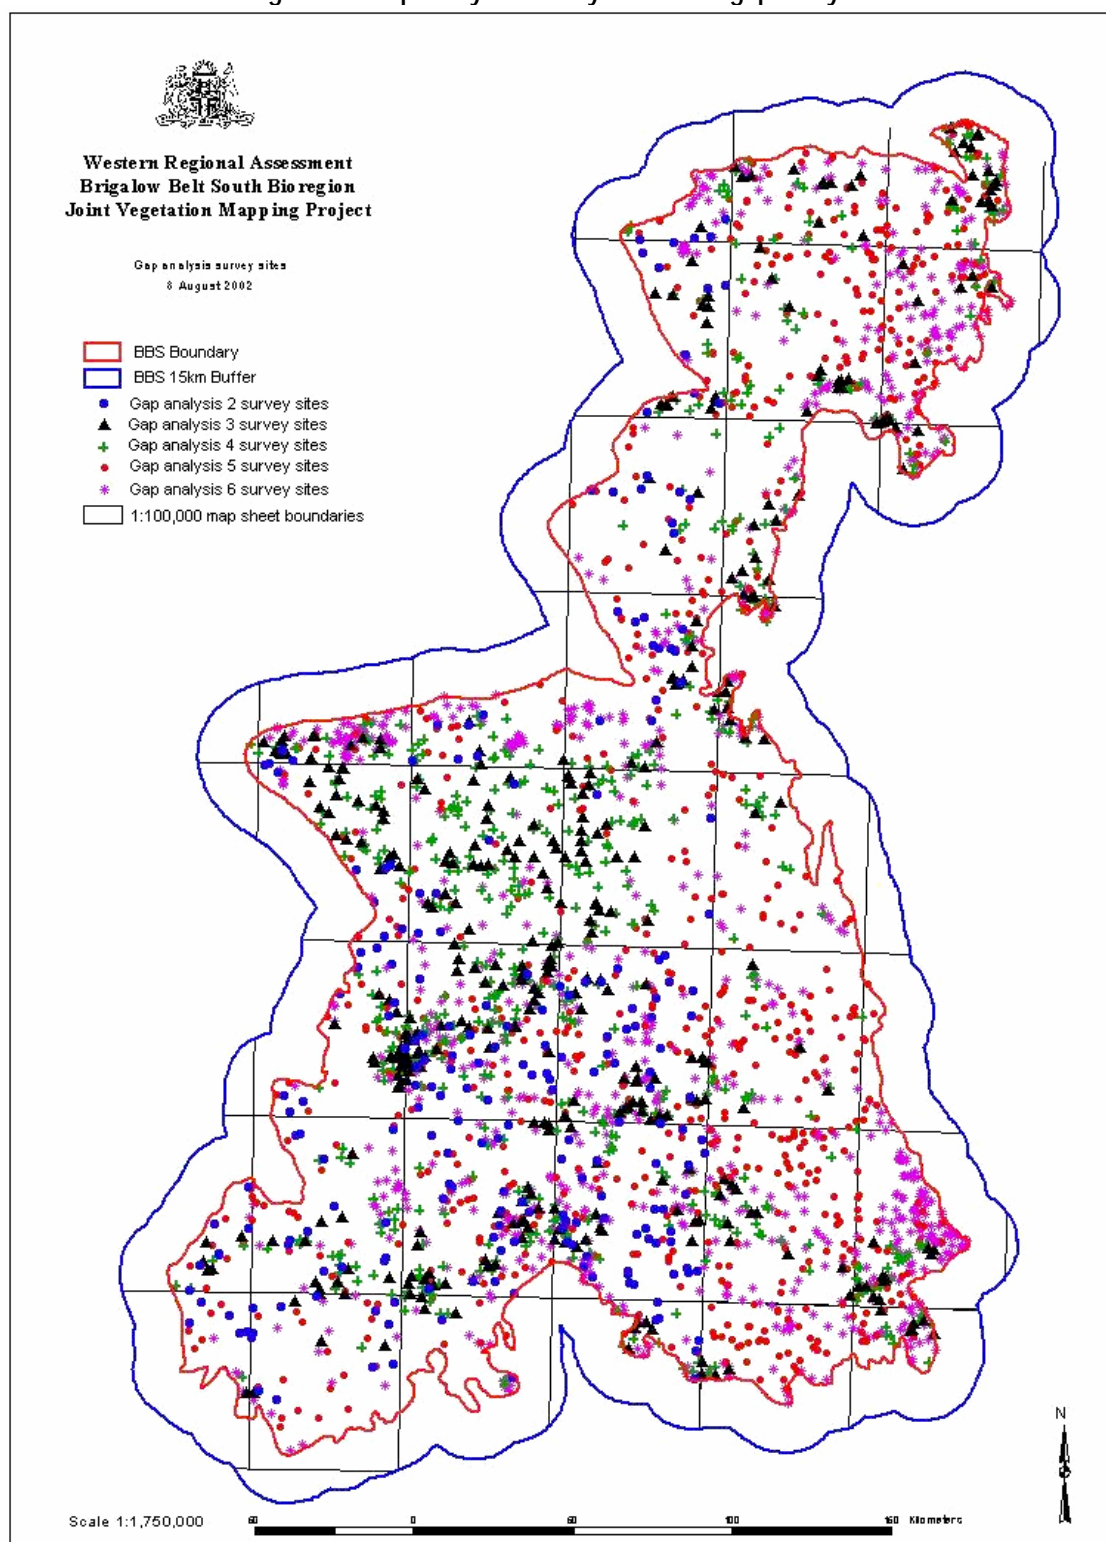 Western Regional Assessment
Brigalow Belt South Bioregion
Joint Vegetation Mapping Project
Gap analysis survey sites
8 August 2002
BBS Boundary
BBS 15km Buffer
Gap analysis 2 survey sites
Gap analysis 3 survey sites
Gap analysis 4 survey sites
Gap analysis 5 survey sites
Gap analysis 6 survey sites
1:100,000 map sheet boundaries
N
Scale 1:1,750,000
0
100
Kilometers